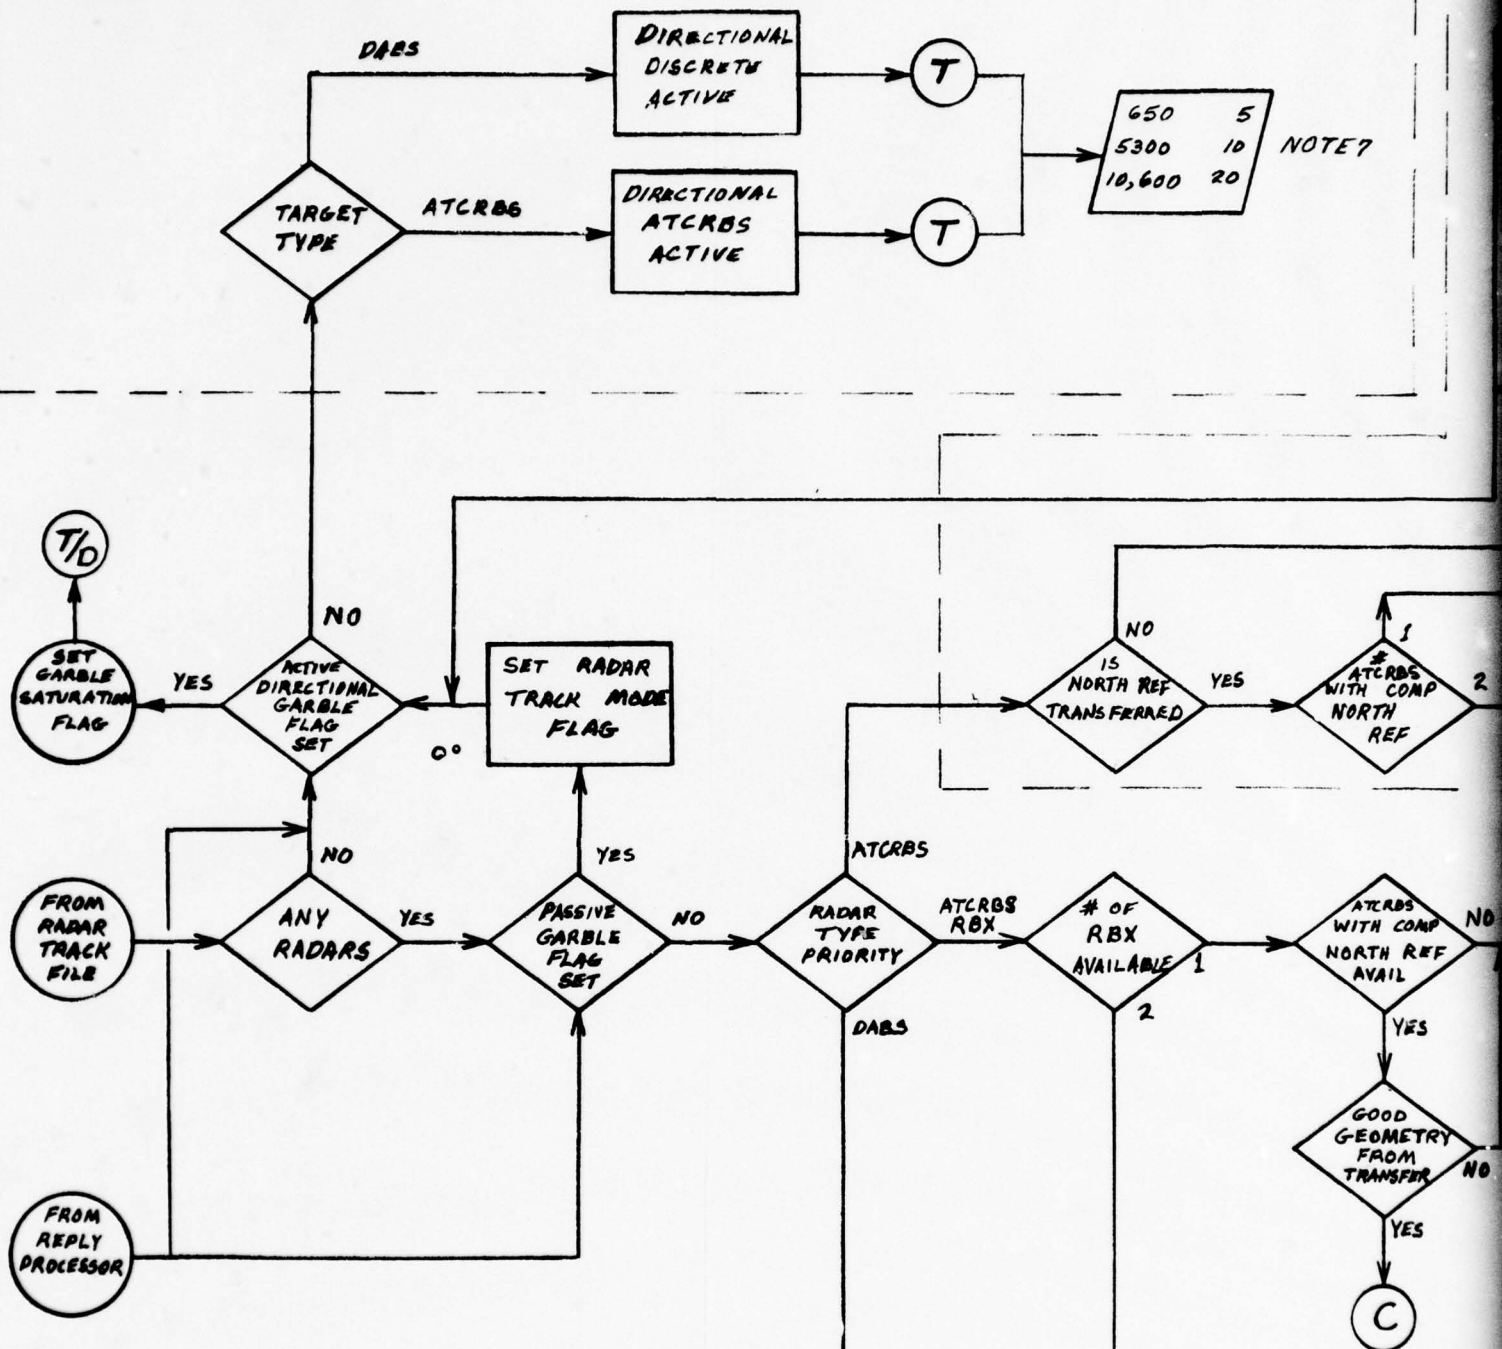 DABS
DIRECTIONAL
DISCRETE
ACTIVE
T
650 5
5300 10
10,600 20
NOTE 7
TARGET
TYPE
ATCRBS
DIRECTIONAL
ATCRBS
ACTIVE
T
T/D
NO
SET
GARBLE
SATURATION
FLAG
YES
ACTIVE
DIRECTIONAL
GARBLE
FLAG
SET
SET RADAR
TRACK MODE
FLAG
0°
NO
IS
NORTH REF
TRANSFERRED
YES
1
#
ATCRBS
WITH COMP
NORTH
REF
2
NO
YES
ATCRBS
FROM
RADAR
TRACK
FILE
ANY
RADARS
YES
PASSIVE
GARBLE
FLAG
SET
NO
RADAR
TYPE
PRIORITY
ATCRBS
RBX
# OF
RBX
AVAILABLE
1
2
ATCRBS
WITH COMP
NORTH REF
AVAIL
NO
DABS
YES
GOOD
GEOMETRY
FROM
TRANSFER
NO
YES
FROM
REPLY
PROCESSOR
C